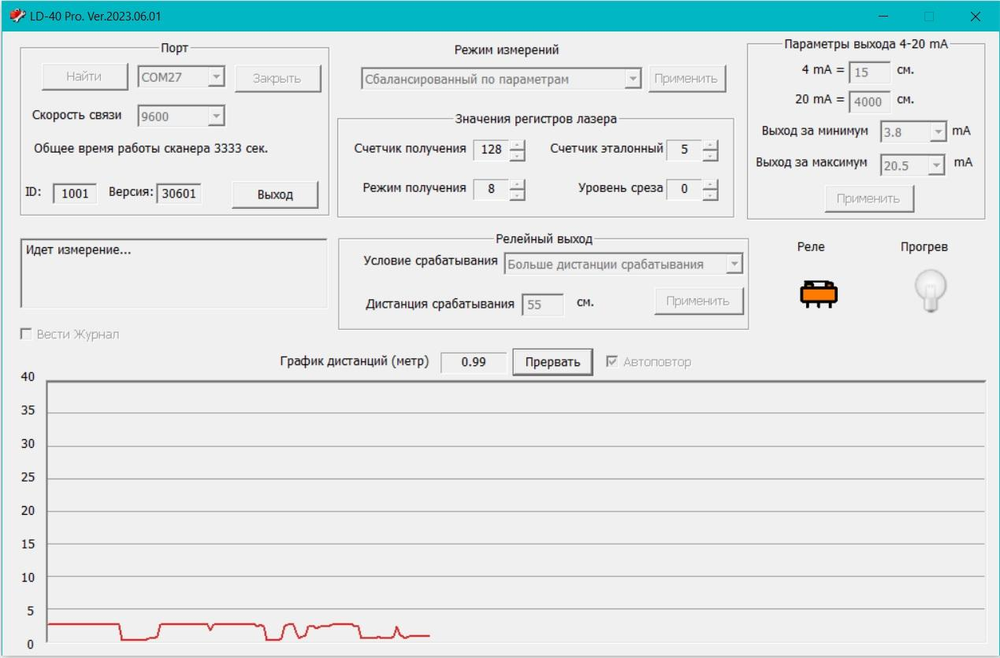 LD-40 Pro. Ver.2023.06.01
Порт
Найти
COM27
Закрыть
Скорость связи
9600
Общее время работы сканера 3333 сек.
ID:
1001
Версия:
30601
Выход
Режим измерений
Сбалансированный по параметрам
Применить
Значения регистров лазера
Счетчик получения
128
Счетчик эталонный
5
Режим получения
8
Уровень среза
0
Параметры выхода 4-20 mA
4 mA =
15
см.
20 mA =
4000
см.
Выход за минимум
3.8
mA
Выход за максимум
20.5
mA
Применить
Идет измерение...
Вести Журнал
Релейный выход
Условие срабатывания
Больше дистанции срабатывания
Дистанция срабатывания
55
см.
Применить
Реле
Прогрев
График дистанций (метр)
0.99
Прервать
Автоповтор
40
35
30
25
20
15
10
5
0